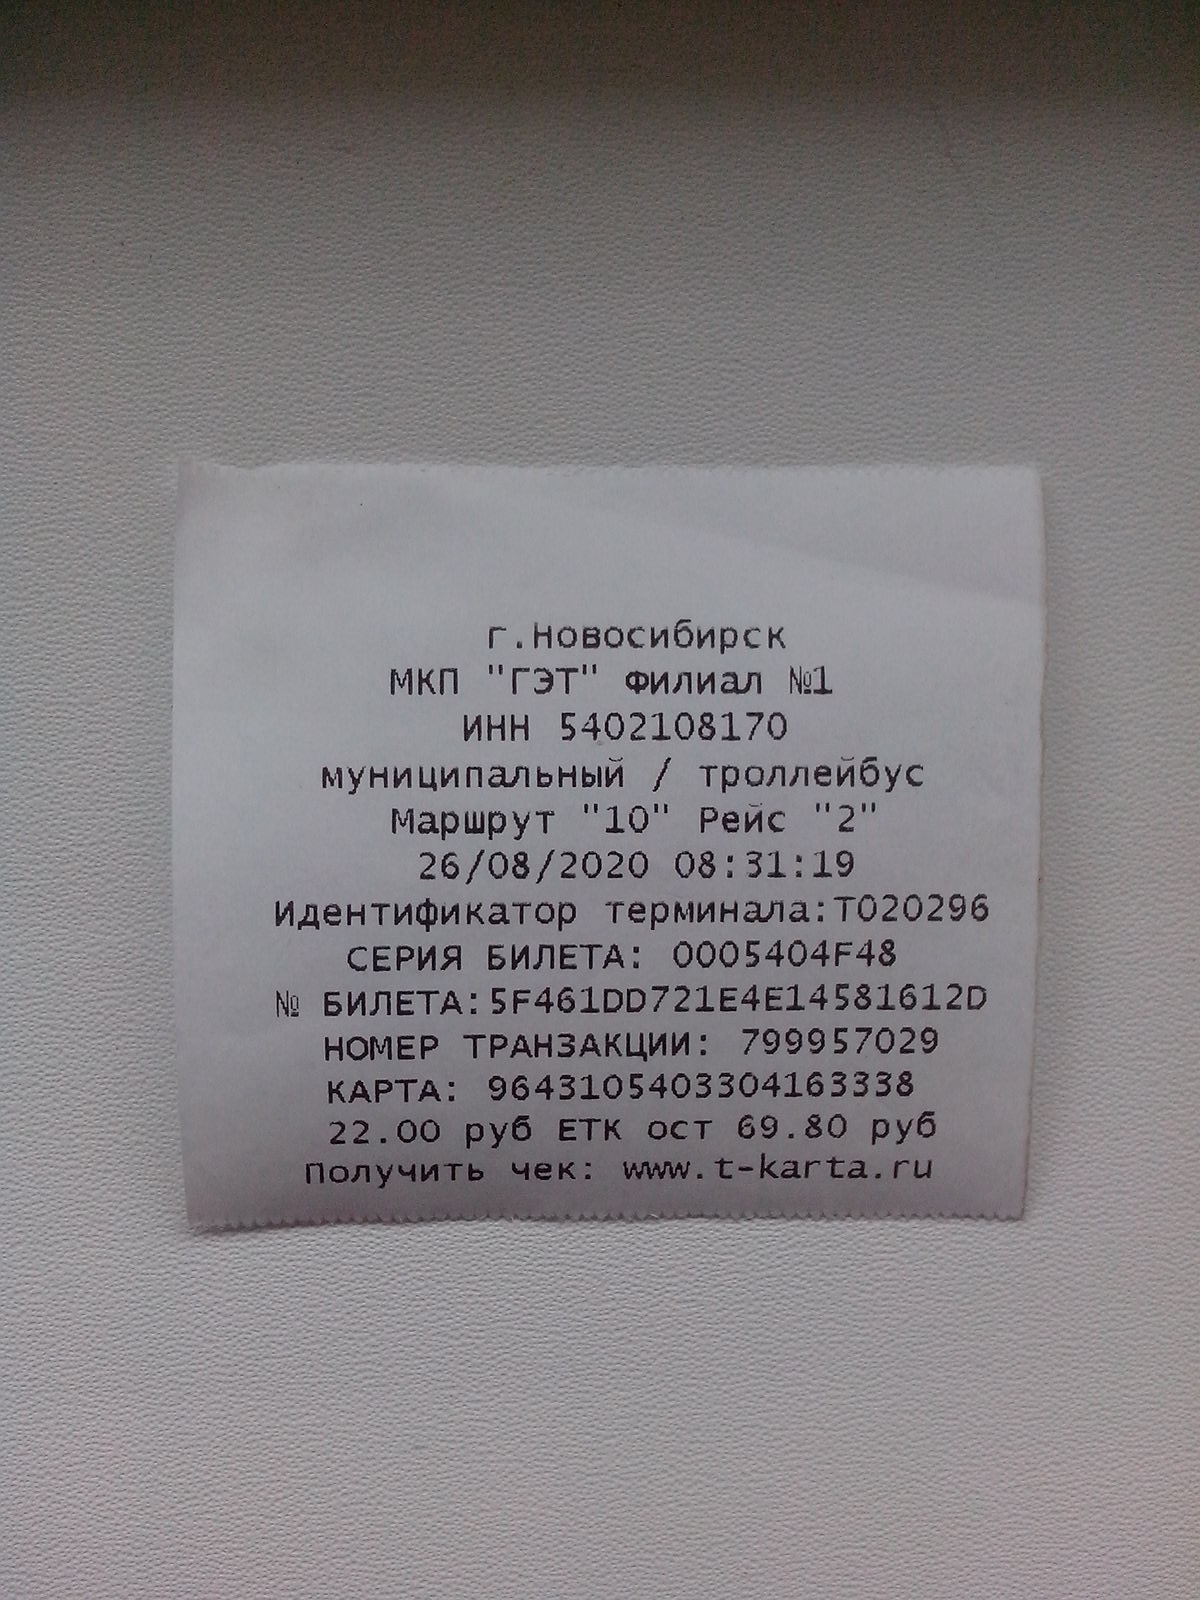 г.Новосибирск
МКП "ГЭТ" Филиал №1
ИНН 5402108170
муниципальный / троллейбус
Маршрут "10" Рейс "2"
26/08/2020 08:31:19
Идентификатор терминала:T020296
СЕРИЯ БИЛЕТА: 0005404F48
№ БИЛЕТА:5F461DD721E4E14581612D
НОМЕР ТРАНЗАКЦИИ: 799957029
КАРТА: 9643105403304163338
22.00 руб ЕТК ост 69.80 руб
Получить чек: www.t-karta.ru